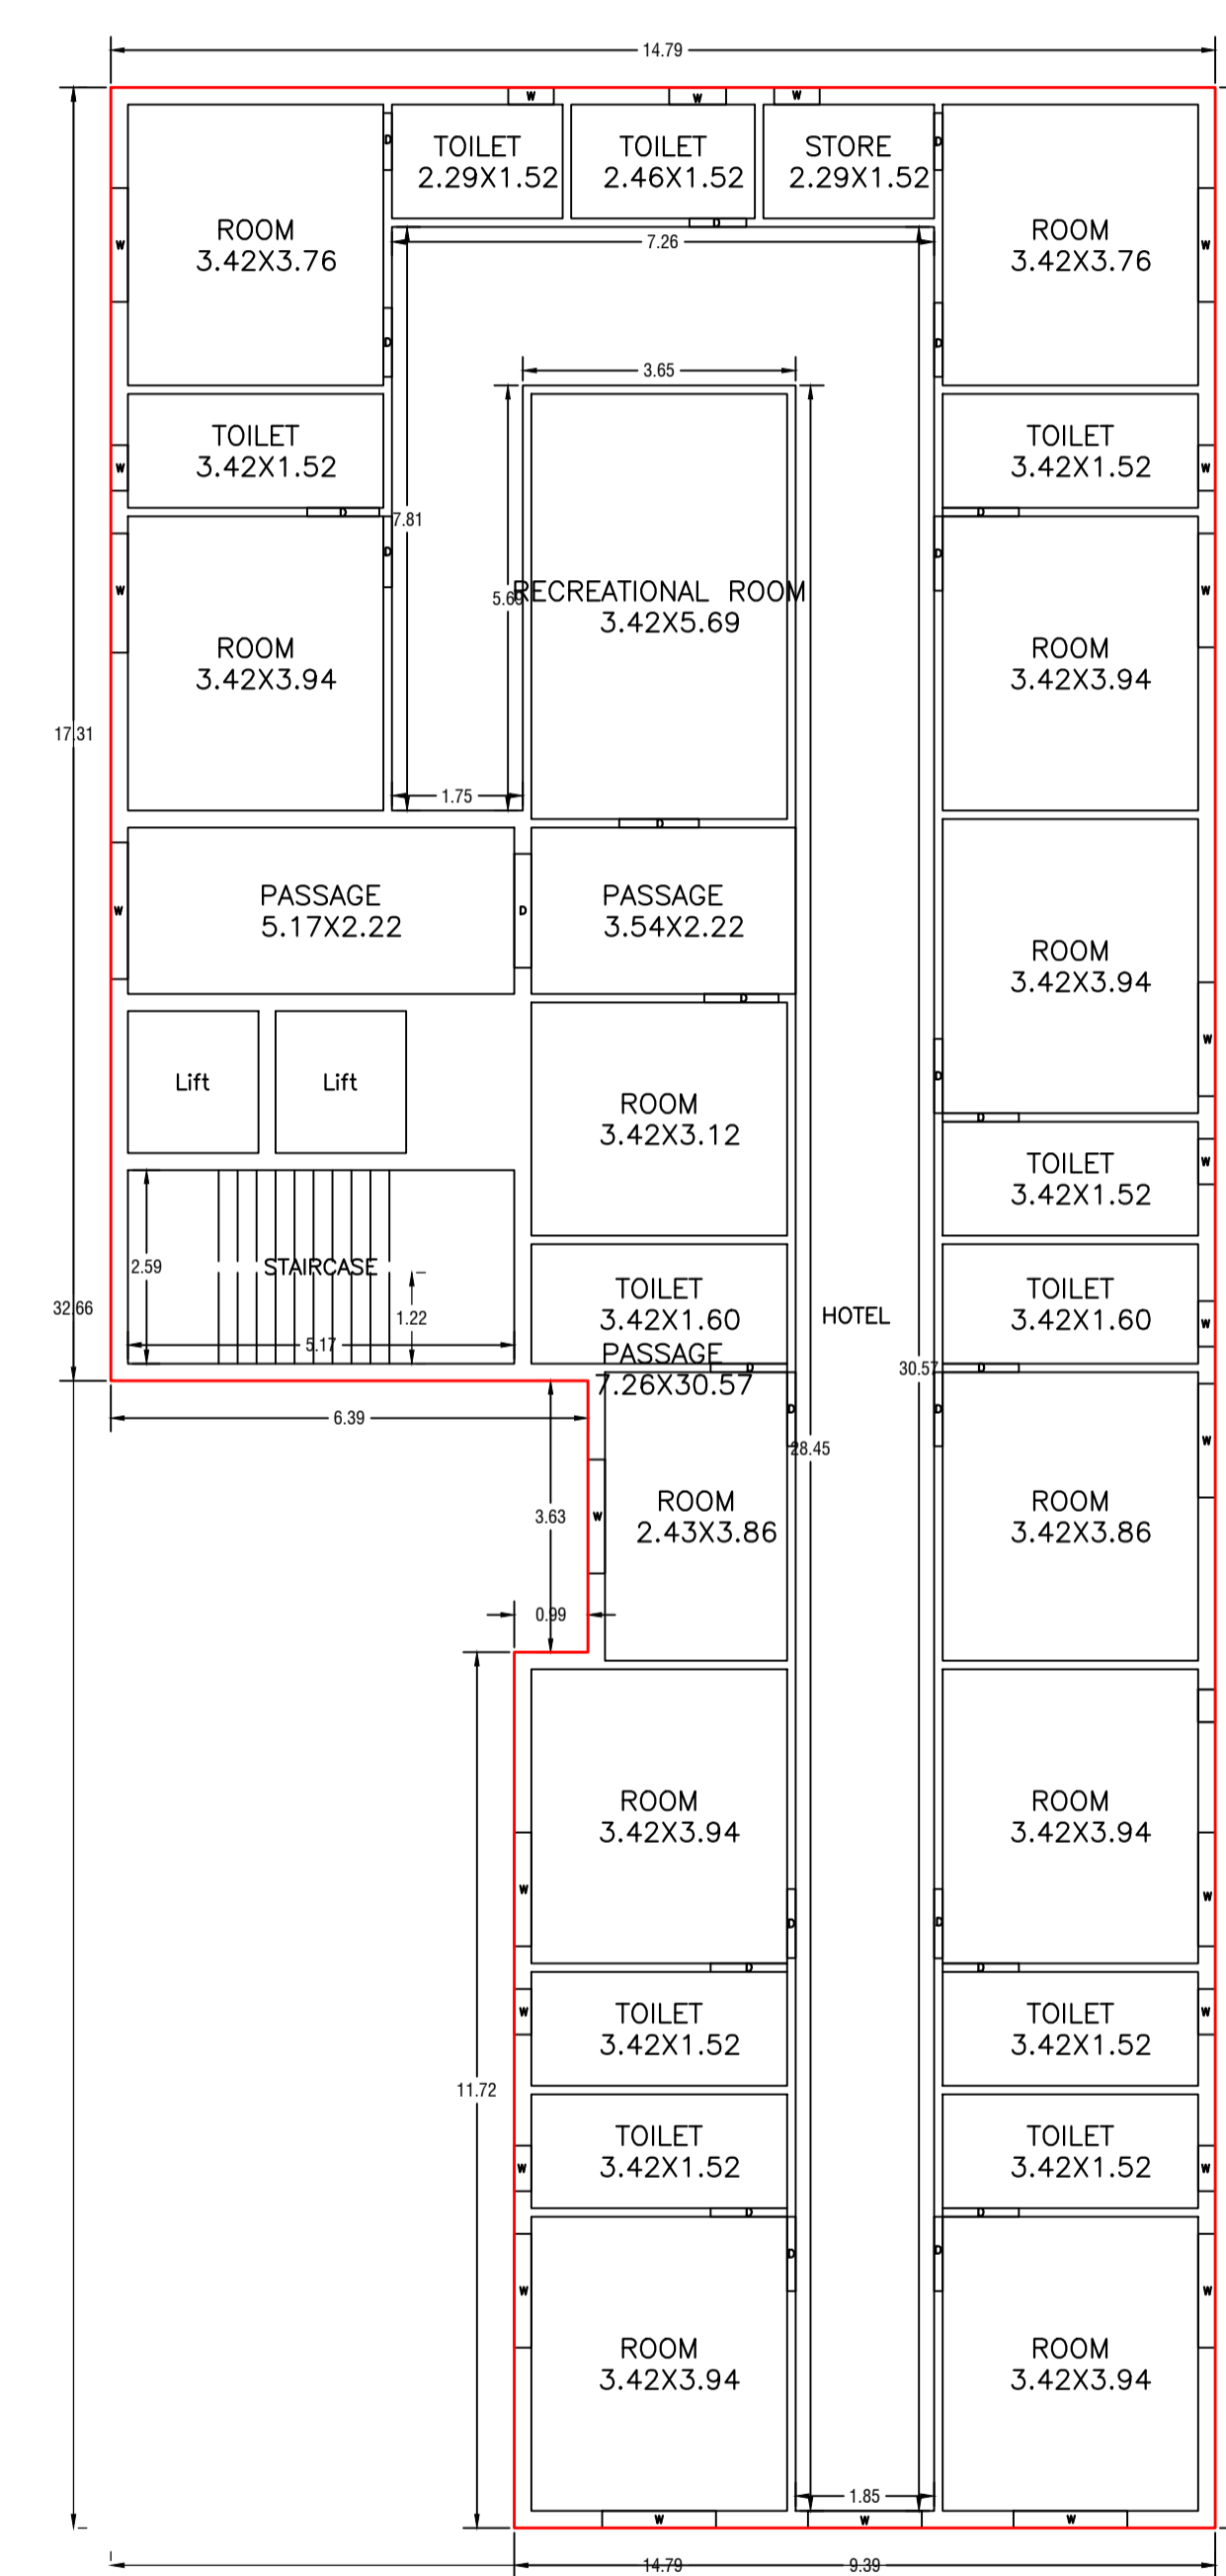 14.79
W
W
W
TOILET
2.29X1.52
TOILET
2.46X1.52
STORE
2.29X1.52
D
D
ROOM
3.42X3.76
ROOM
3.42X3.76
W
W
D
7.26
D
D
3.65
TOILET
3.42X1.52
TOILET
3.42X1.52
W
W
D
D
7.81
D
D
W
W
5.69
RECREATIONAL ROOM
3.42X5.69
ROOM
3.42X3.94
ROOM
3.42X3.94
17.31
1.75
D
PASSAGE
5.17X2.22
PASSAGE
3.54X2.22
W
D
ROOM
3.42X3.94
D
W
Lift
Lift
D
D
ROOM
3.42X3.12
TOILET
3.42X1.52
W
2.59
STAIRCASE
1.22
5.17
32.66
TOILET
3.42X1.60
HOTEL
TOILET
3.42X1.60
W
PASSAGE
7.26X30.57
D
30.57
D
6.39
D
D
W
28.45
3.63
W
ROOM
2.43X3.86
ROOM
3.42X3.86
0.99
ROOM
3.42X3.94
ROOM
3.42X3.94
W
W
D
D
D
D
TOILET
3.42X1.52
TOILET
3.42X1.52
W
W
11.72
TOILET
3.42X1.52
TOILET
3.42X1.52
W
W
D
D
D
D
W
W
ROOM
3.42X3.94
ROOM
3.42X3.94
1.85
W
W
W
14.79
9.39